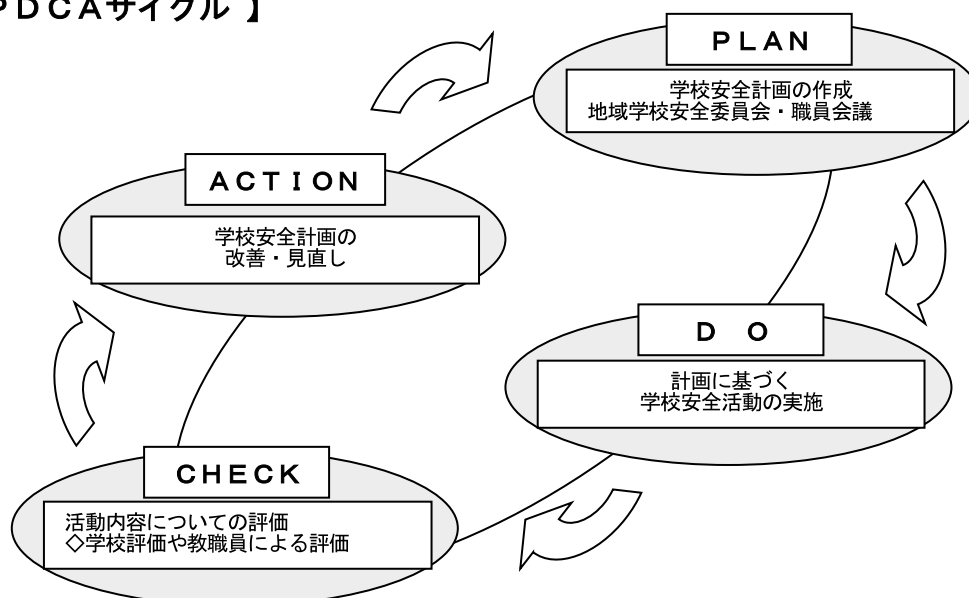 PDCAサイクル 】
PLAN
学校安全計画の作成
地域学校安全委員会・職員会議
ACTION
学校安全計画の
改善・見直し
DO
計画に基づく
学校安全活動の実施
CHECK
活動内容についての評価
◇学校評価や教職員による評価